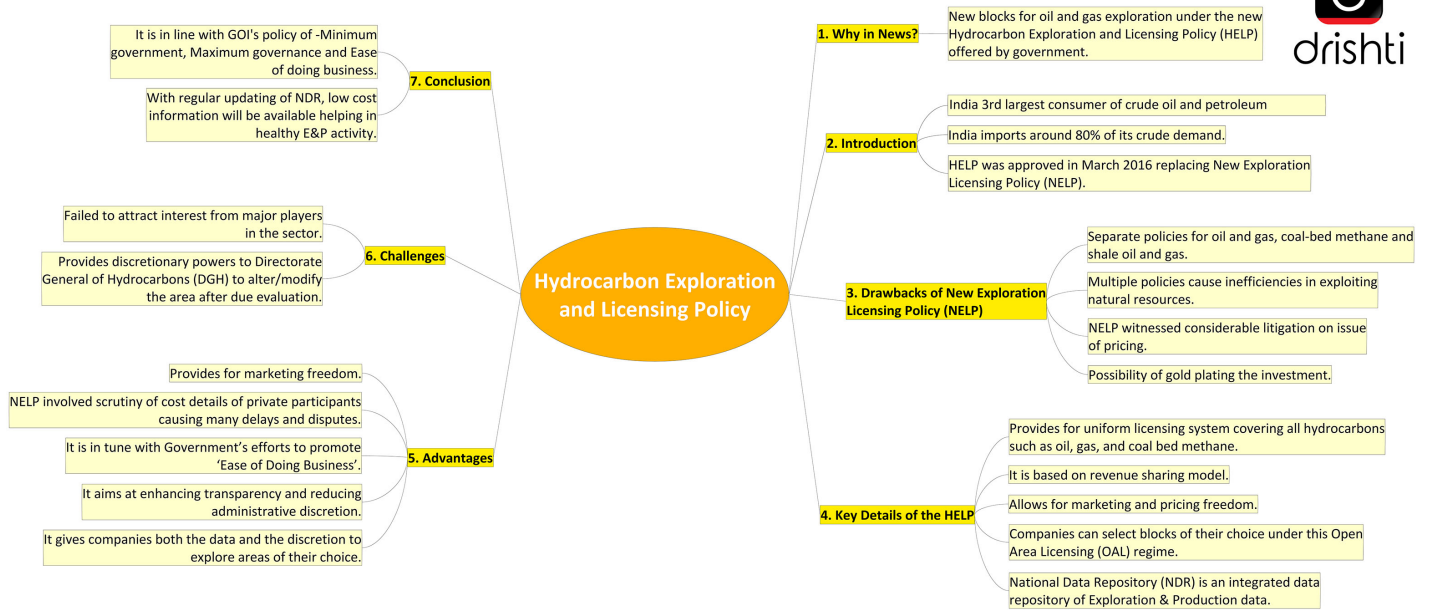 drishti
Hydrocarbon Exploration
and Licensing Policy
1. Why in News?
New blocks for oil and gas exploration under the new
Hydrocarbon Exploration and Licensing Policy (HELP)
offered by government.
2. Introduction
India 3rd largest consumer of crude oil and petroleum
India imports around 80% of its crude demand.
HELP was approved in March 2016 replacing New Exploration
Licensing Policy (NELP).
3. Drawbacks of New Exploration
Licensing Policy (NELP)
Separate policies for oil and gas, coal-bed methane and
shale oil and gas.
Multiple policies cause inefficiencies in exploiting
natural resources.
NELP witnessed considerable litigation on issue
of pricing.
Possibility of gold plating the investment.
4. Key Details of the HELP
Provides for uniform licensing system covering all hydrocarbons
such as oil, gas, and coal bed methane.
It is based on revenue sharing model.
Allows for marketing and pricing freedom.
Companies can select blocks of their choice under this Open
Area Licensing (OAL) regime.
National Data Repository (NDR) is an integrated data
repository of Exploration & Production data.
5. Advantages
Provides for marketing freedom.
NELP involved scrutiny of cost details of private participants
causing many delays and disputes.
It is in tune with Government’s efforts to promote
‘Ease of Doing Business’.
It aims at enhancing transparency and reducing
administrative discretion.
It gives companies both the data and the discretion to
explore areas of their choice.
6. Challenges
Failed to attract interest from major players
in the sector.
Provides discretionary powers to Directorate
General of Hydrocarbons (DGH) to alter/modify
the area after due evaluation.
7. Conclusion
It is in line with GOI's policy of -Minimum
government, Maximum governance and Ease
of doing business.
With regular updating of NDR, low cost
information will be available helping in
healthy E&P activity.